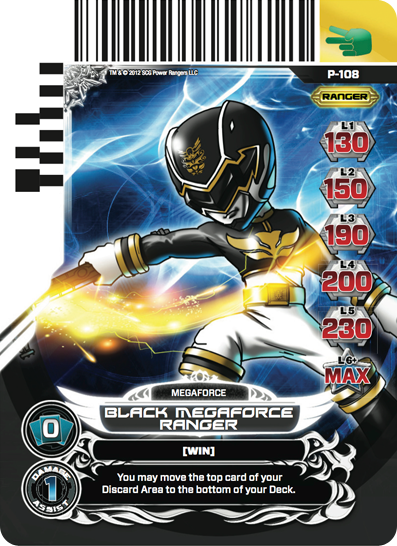 TM & © 2012 SCG Power Rangers LLC
P-108
RANGER
L1
130
L2
150
L3
190
L4
200
L5
230
L6+
MAX
MEGAFORCE
BLACK MEGAFORCE
RANGER
0
[WIN]
DAMAGE
1
ASSIST
You may move the top card of your
Discard Area to the bottom of your Deck.